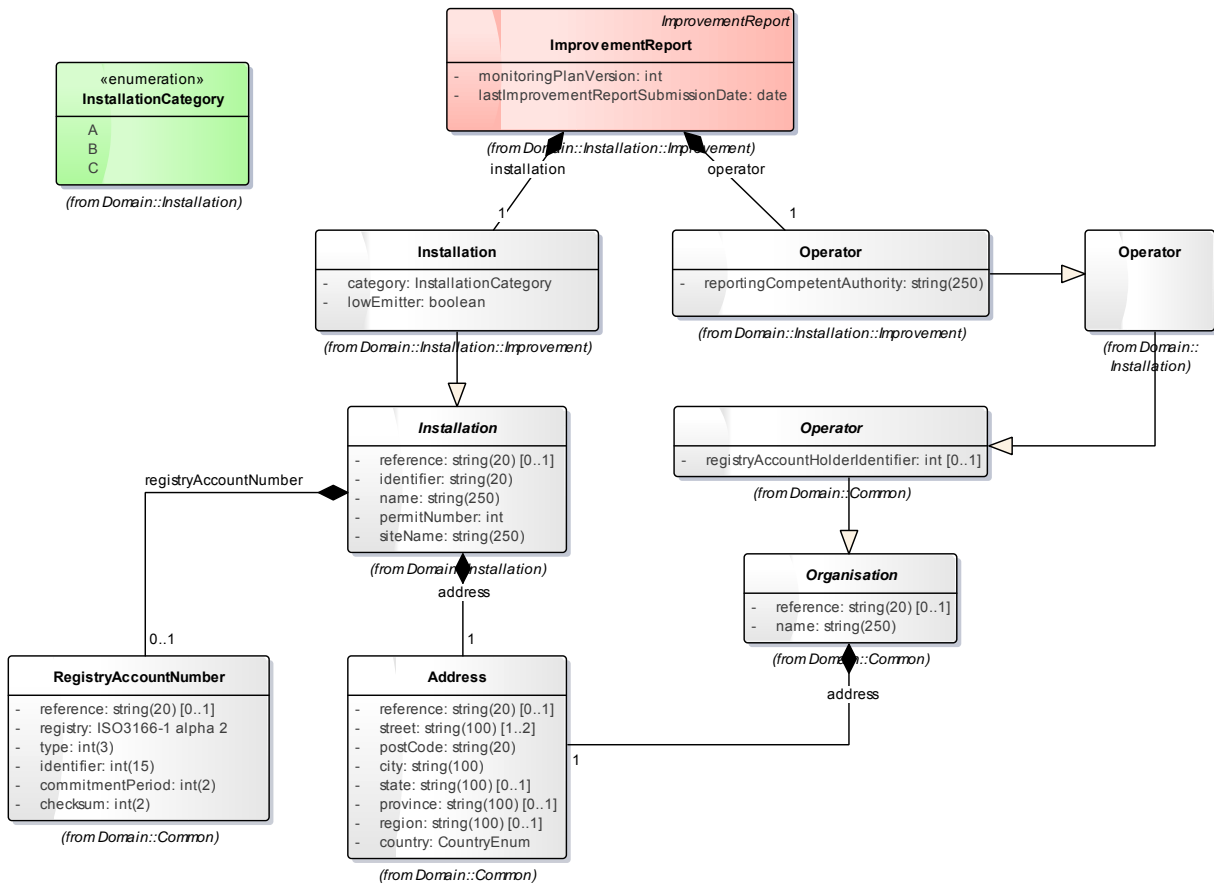 ImprovementReport
ImprovementReport
- monitoringPlanVersion: int
- lastImprovementReportSubmissionDate: date
(from Domain::Installation::Improvement)
«enumeration»
InstallationCategory
A
B
C
(from Domain::Installation)
installation
operator
1
1
Installation
- category: InstallationCategory
- lowEmitter: boolean
(from Domain::Installation::Improvement)
Operator
- reportingCompetentAuthority: string(250)
(from Domain::Installation::Improvement)
Operator
(from Domain::
Installation)
Installation
- reference: string(20) [0..1]
- identifier: string(20)
- name: string(250)
- permitNumber: int
- siteName: string(250)
(from Domain::Installation)
Operator
- registryAccountHolderIdentifier: int [0..1]
(from Domain::Common)
registryAccountNumber
0..1
address
1
Organisation
- reference: string(20) [0..1]
- name: string(250)
(from Domain::Common)
address
1
RegistryAccountNumber
- reference: string(20) [0..1]
- registry: ISO3166-1 alpha 2
- type: int(3)
- identifier: int(15)
- commitmentPeriod: int(2)
- checksum: int(2)
(from Domain::Common)
Address
- reference: string(20) [0..1]
- street: string(100) [1..2]
- postCode: string(20)
- city: string(100)
- state: string(100) [0..1]
- province: string(100) [0..1]
- region: string(100) [0..1]
- country: CountryEnum
(from Domain::Common)